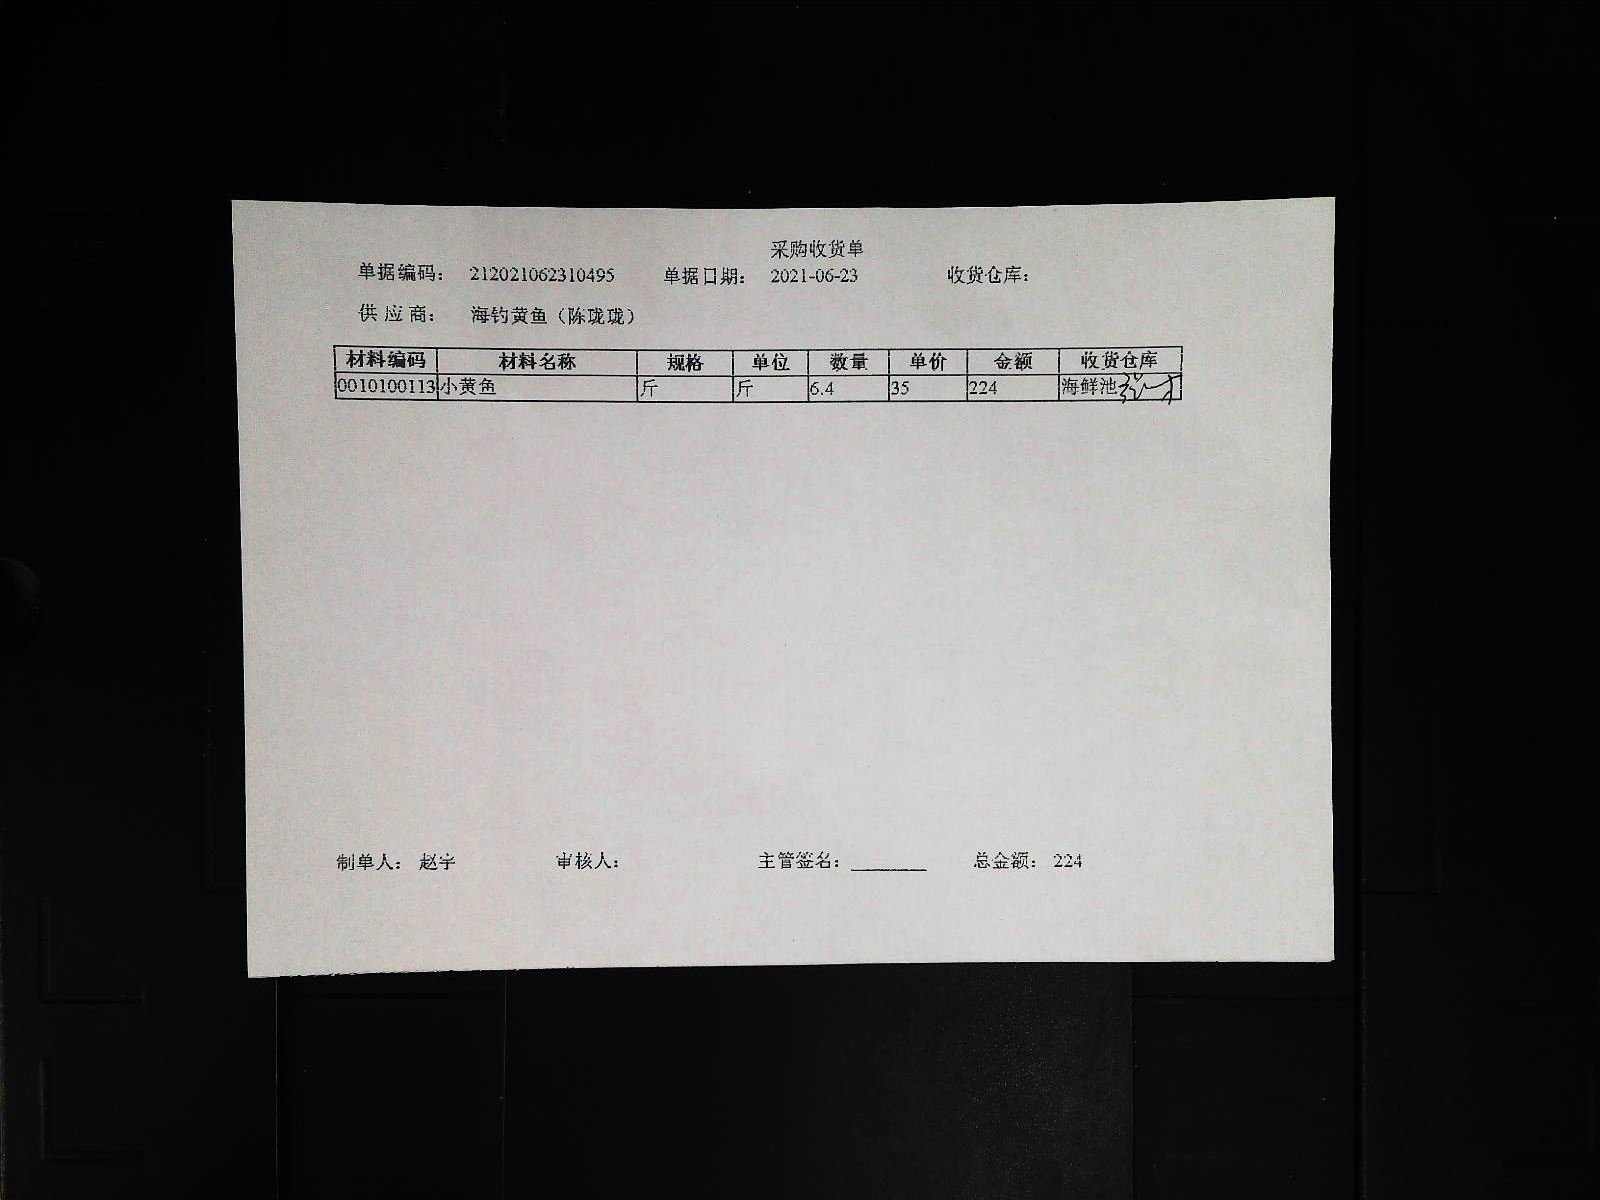 采购收货单
单据编码： 212021062310495 单据日期： 2021-06-23 收货仓库：
供 应 商： 海钓黄鱼（陈珑珑）
材料编码 材料名称 规格 单位 数量 单价 金额 收货仓库
0010100113 小黄鱼 斤 斤 6.4 35 224 海鲜池
制单人： 赵宇 审核人： 主管签名： 总金额： 224